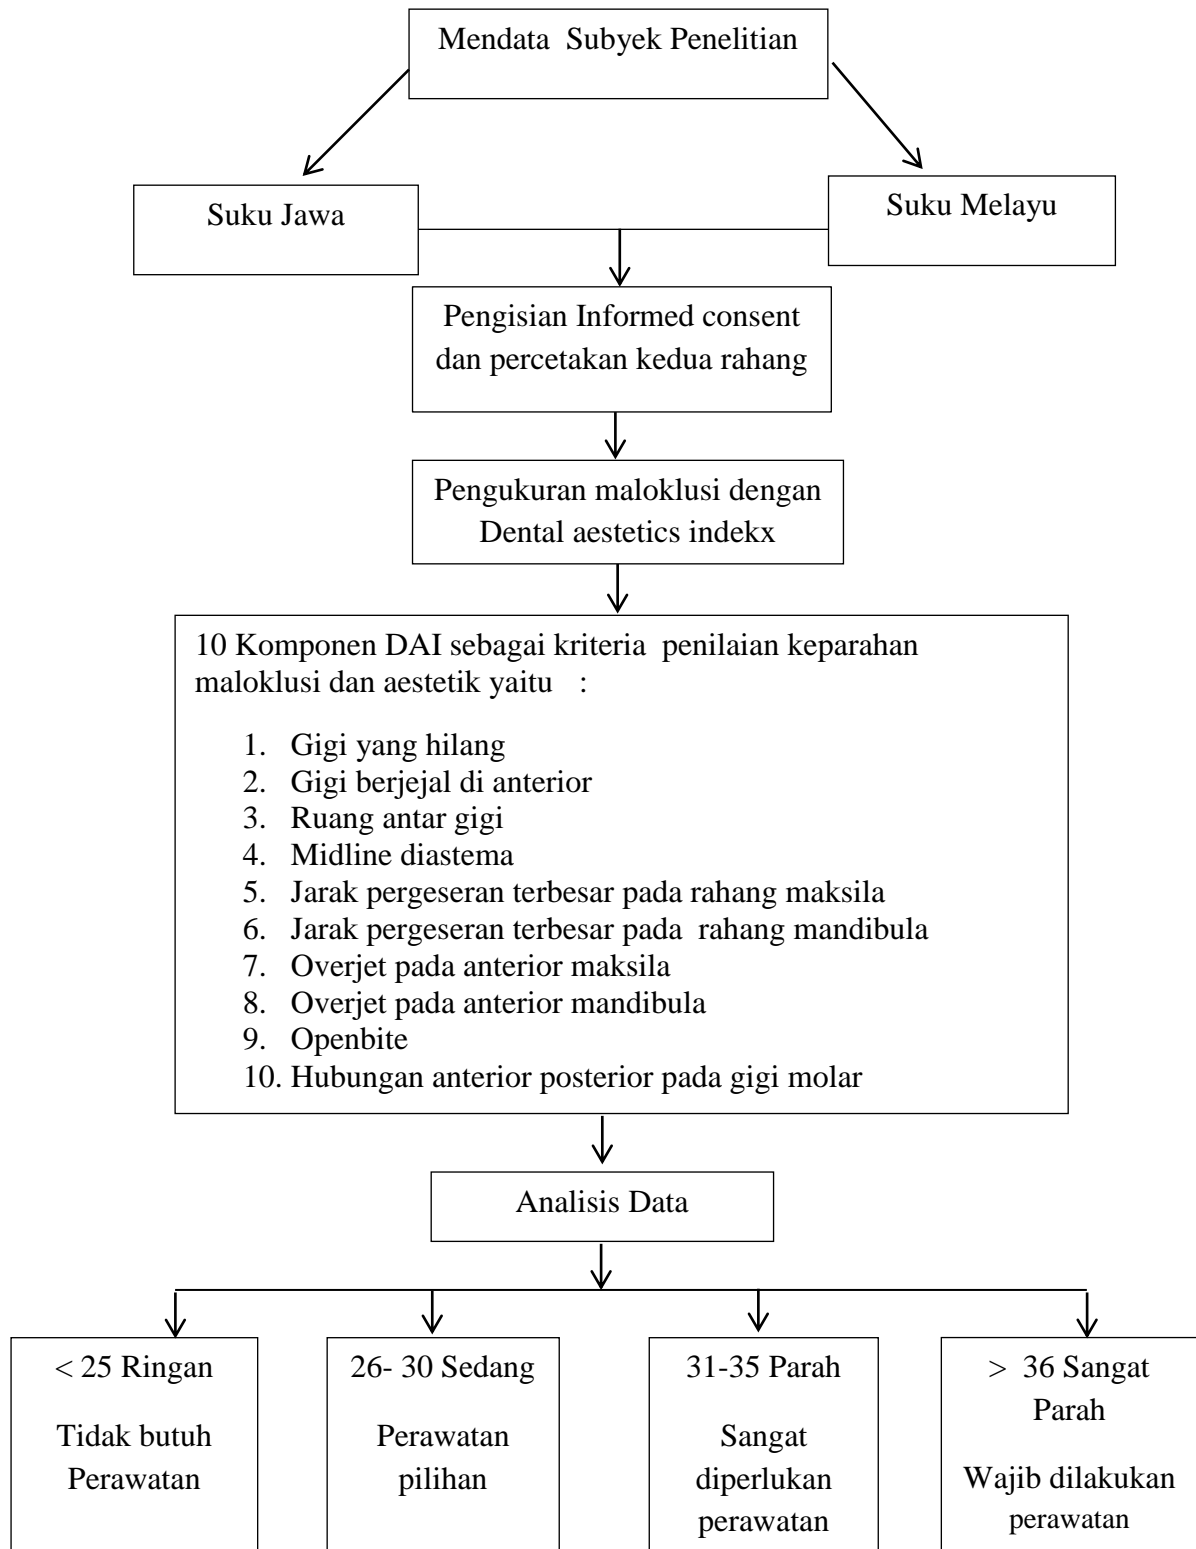 Mendata  Subyek Penelitian
Suku Jawa
Suku Melayu
Pengisian Informed consent
dan percetakan kedua rahang
Pengukuran maloklusi dengan
Dental aestetics indekx
10 Komponen DAI sebagai kriteria  penilaian keparahan
maloklusi dan aestetik yaitu   :
1. Gigi yang hilang
2. Gigi berjejal di anterior
3. Ruang antar gigi
4. Midline diastema
5. Jarak pergeseran terbesar pada rahang maksila
6. Jarak pergeseran terbesar pada  rahang mandibula
7. Overjet pada anterior maksila
8. Overjet pada anterior mandibula
9. Openbite
10. Hubungan anterior posterior pada gigi molar
Analisis Data
< 25 Ringan
Tidak butuh
Perawatan
26- 30 Sedang
Perawatan
pilihan
31-35 Parah
Sangat
diperlukan
perawatan
>  36 Sangat
Parah
Wajib dilakukan
perawatan